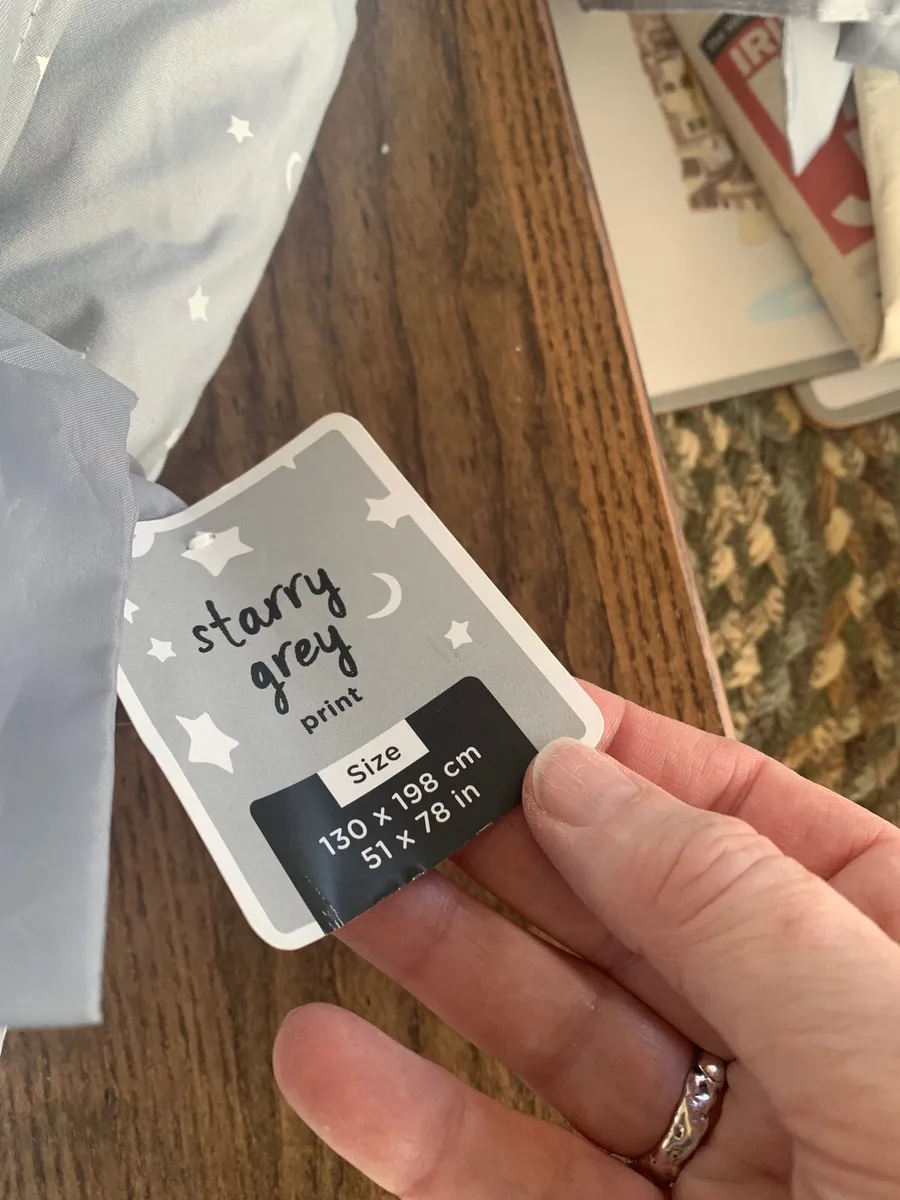 starry
grey
print
Size
130 x 198 cm
51 x 78 in